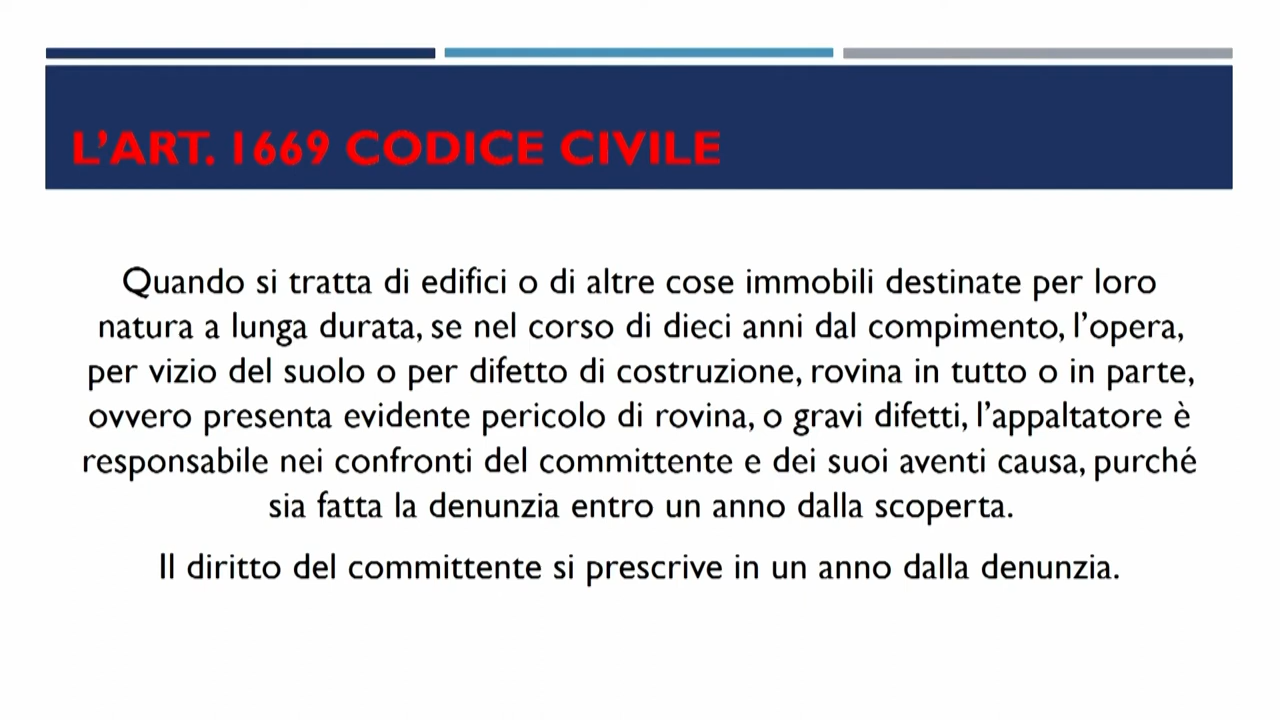 L'ART. 1669 CODICE CIVILE
Quando si tratta di edifici o di altre cose immobili destinate per loro
natura a lunga durata, se nel corso di dieci anni dal compimento, l'opera,
per vizio del suolo o per difetto di costruzione, rovina in tutto o in parte,
ovvero presenta evidente pericolo di rovina, o gravi difetti, l'appaltatore è
responsabile nei confronti del committente e dei suoi aventi causa, purché
sia fatta la denunzia entro un anno dalla scoperta.
Il diritto del committente si prescrive in un anno dalla denunzia.